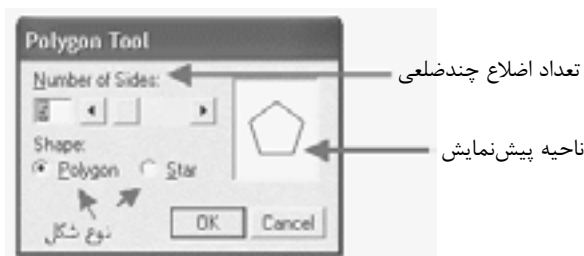 Polygon Tool
Number of Sides:
تعداد اضلاع چندضلعی
Shape:
ناحیه پیش‌نمایش
Polygon Star
نوع شکل
OK Cancel